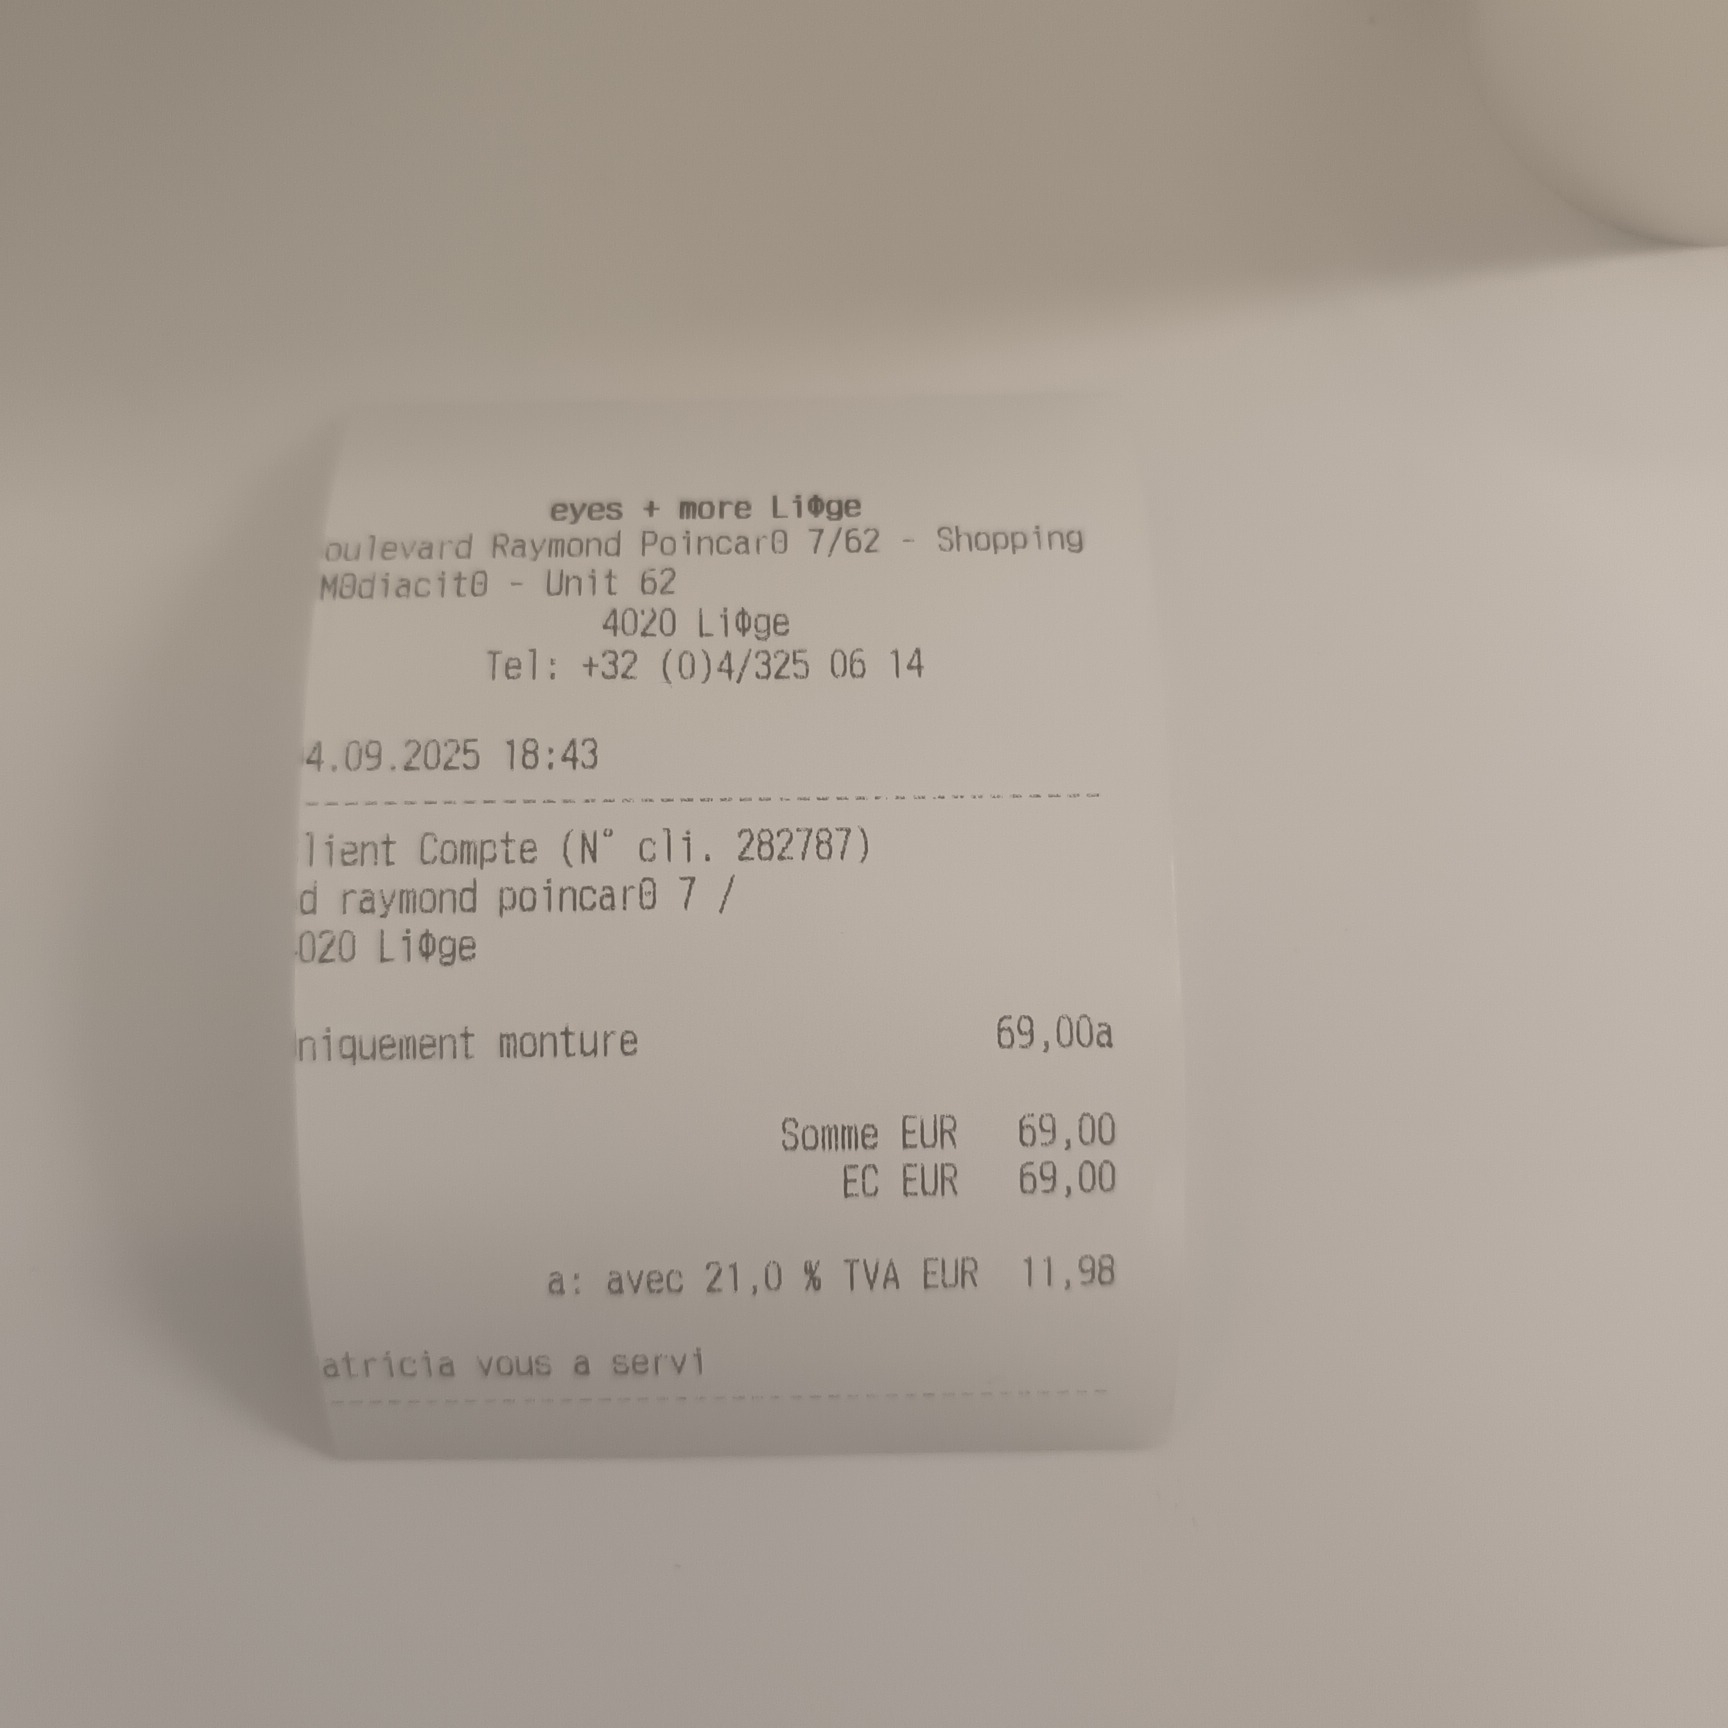 eyes + more LiΦge
oulevard Raymond Poincar0 7/62 - Shopping
M0diacit0 - Unit 62
4020 LiΦge
Tel: +32 (0)4/325 06 14
4.09.2025 18:43
lient Compte (N° cli. 282787)
d raymond poincar0 7 /
020 LiΦge
niquement monture 69,00a
Somme EUR 69,00
EC EUR 69,00
a: avec 21,0 % TVA EUR 11,98
atricia vous a servi